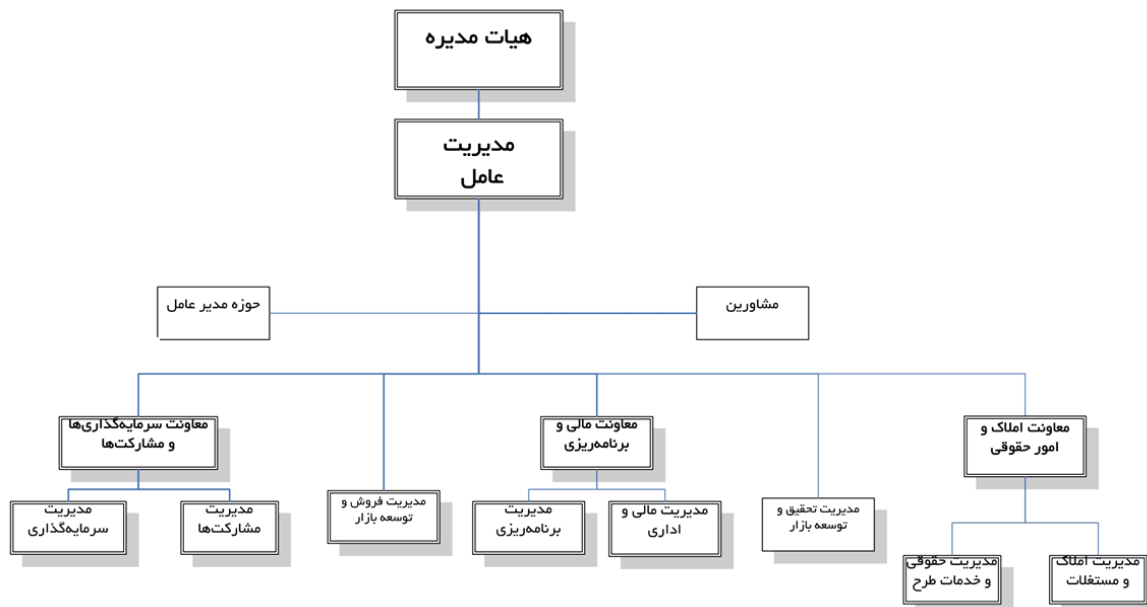 هیات مدیره
مدیریت
عامل
مشاورین
حوزه مدیر عامل
معاونت املاک و
امور حقوقی
معاونت مالی و
برنامه‌ریزی
معاونت سرمایه‌گذاری‌ها
و مشارکت‌ها
مدیریت تحقیق و
توسعه بازار
مدیریت مالی و
اداری
مدیریت
برنامه‌ریزی
مدیریت فروش و
توسعه بازار
مدیریت
مشارکت‌ها
مدیریت
سرمایه‌گذاری
مدیریت املاک
و مستغلات
مدیریت حقوقی
و خدمات طرح